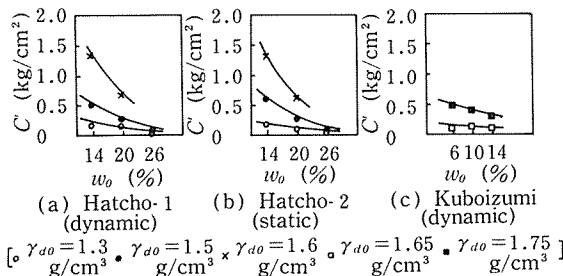 2.0
1.5
1.0
0.5
0
C (kg/cm²)
14 20 26
w₀ (%)
(a) Hatcho-1
(dynamic)
2.0
1.5
1.0
0.5
0
C (kg/cm²)
14 20 26
w₀ (%)
(b) Hatcho-2
(static)
2.0
1.5
1.0
0.5
0
C (kg/cm²)
6 10 14
w₀ (%)
(c) Kuboizumi
(dynamic)
[○ γd0=1.3 ● γd0=1.5 × γd0=1.6 □ γd0=1.65 ■ γd0=1.75 ]
g/cm³ g/cm³ g/cm³ g/cm³ g/cm³